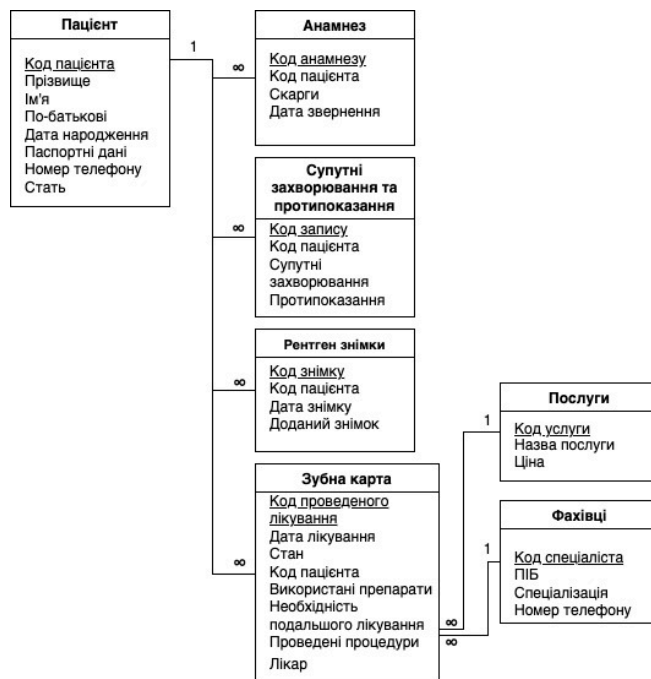 Пацієнт
Код пацієнта
Прізвище
Ім'я
По-батькові
Дата народження
Паспортні дані
Номер телефону
Стать
1
∞
Анамнез
Код анамнезу
Код пацієнта
Скарги
Дата звернення
∞
Супутні
захворювання та
протипоказання
Код запису
Код пацієнта
Супутні
захворювання
Протипоказання
∞
Рентген знімки
Код знімку
Код пацієнта
Дата знімку
Доданий знімок
∞
Зубна карта
Код проведеного
лікування
Дата лікування
Стан
Код пацієнта
Використані препарати
Необхідність
подальшого лікування
Проведені процедури
Лікар
∞
∞
1
Послуги
Код услуги
Назва послуги
Ціна
1
Фахівці
Код спеціаліста
ПІБ
Спеціалізація
Номер телефону